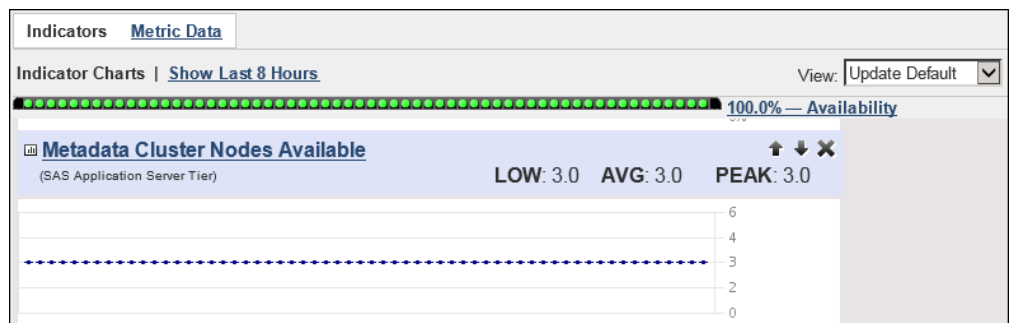 Indicators Metric Data
Indicator Charts | Show Last 8 Hours
View: Update Default
100.0% — Availability
Metadata Cluster Nodes Available
(SAS Application Server Tier)
LOW: 3.0 AVG: 3.0 PEAK: 3.0
6
4
3
2
0